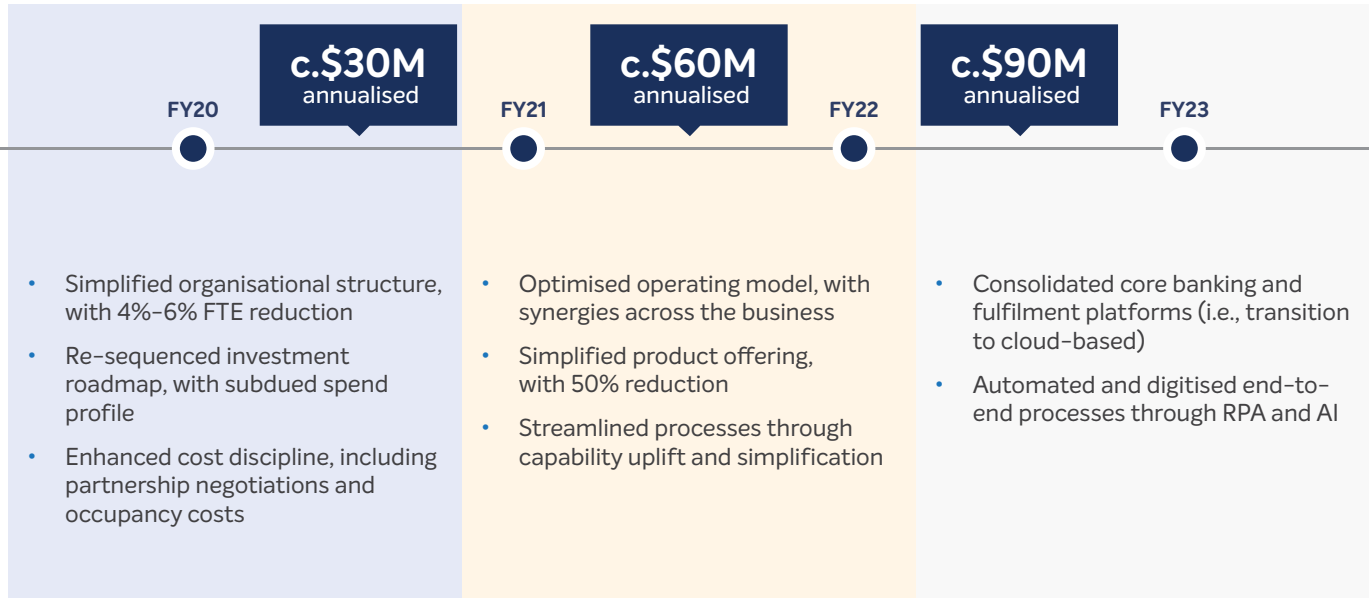 c.$30M
annualised
c.$60M
annualised
c.$90M
annualised
FY20
FY21
FY22
FY23
• Simplified organisational structure,
with 4%-6% FTE reduction
• Re-sequenced investment
roadmap, with subdued spend
profile
• Enhanced cost discipline, including
partnership negotiations and
occupancy costs
• Optimised operating model, with
synergies across the business
• Simplified product offering,
with 50% reduction
• Streamlined processes through
capability uplift and simplification
• Consolidated core banking and
fulfilment platforms (i.e., transition
to cloud-based)
• Automated and digitised end-to-
end processes through RPA and AI